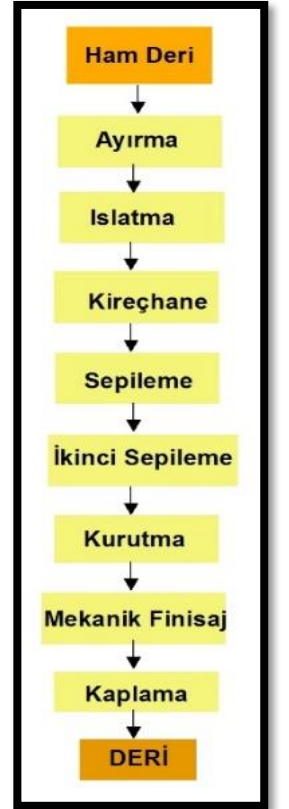 Ham Deri
Ayırma
Islatma
Kireçhane
Sepileme
İkinci Sepileme
Kurutma
Mekanik Finisaj
Kaplama
DERİ